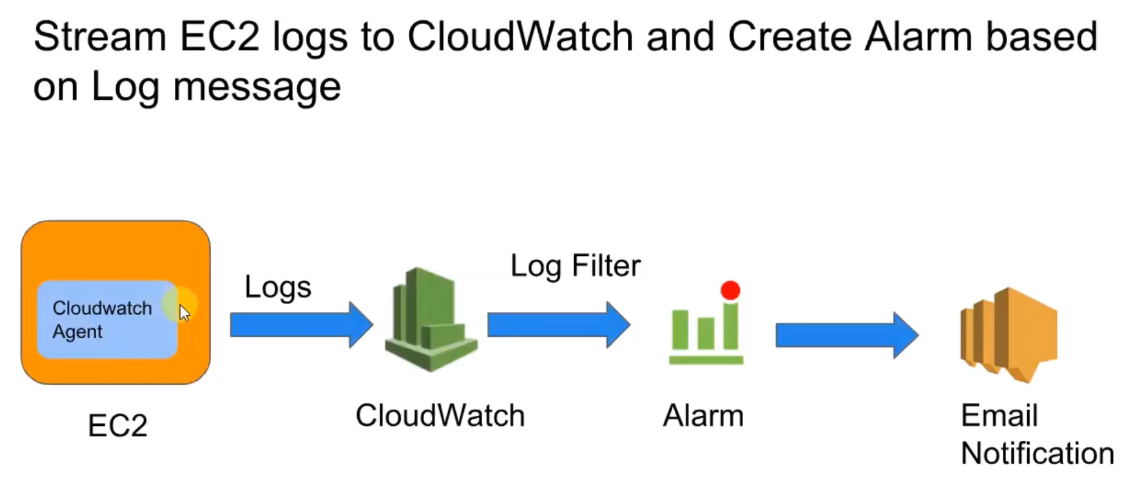 Stream EC2 logs to CloudWatch and Create Alarm based
on Log message
Cloudwatch
Agent
EC2
Logs
CloudWatch
Log Filter
Alarm
Email
Notification